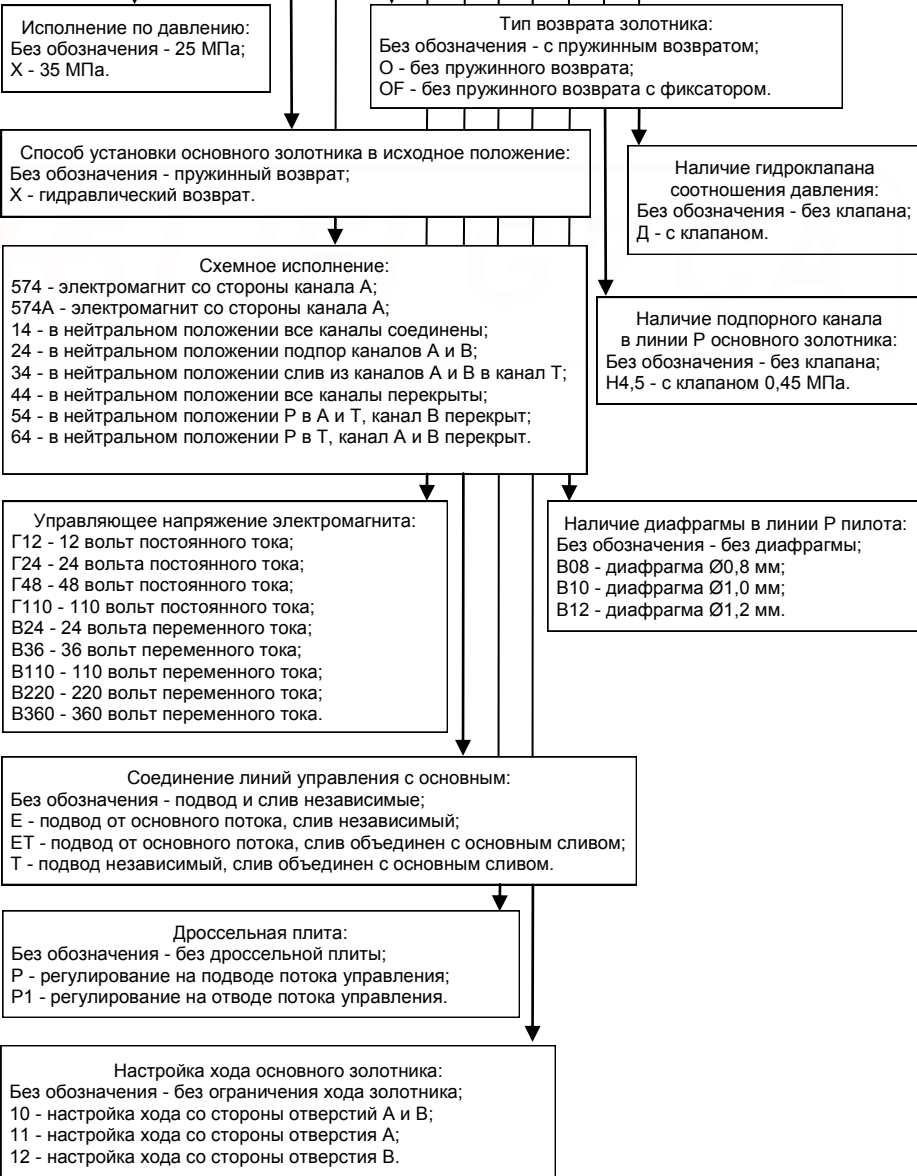 Исполнение по давлению:
Без обозначения - 25 МПа;
Х - 35 МПа.
Тип возврата золотника:
Без обозначения - с пружинным возвратом;
О - без пружинного возврата;
OF - без пружинного возврата с фиксатором.
Способ установки основного золотника в исходное положение:
Без обозначения - пружинный возврат;
Х - гидравлический возврат.
Наличие гидроклапана
соотношения давления:
Без обозначения - без клапана;
Д - с клапаном.
Схемное исполнение:
574 - электромагнит со стороны канала А;
574А - электромагнит со стороны канала А;
14 - в нейтральном положении все каналы соединены;
24 - в нейтральном положении подпор каналов А и В;
34 - в нейтральном положении слив из каналов А и В в канал Т;
44 - в нейтральном положении все каналы перекрыты;
54 - в нейтральном положении Р в А и Т, канал В перекрыт;
64 - в нейтральном положении Р в Т, канал А и В перекрыт.
Наличие подпорного канала
в линии Р основного золотника:
Без обозначения - без клапана;
Н4,5 - с клапаном 0,45 МПа.
Управляющее напряжение электромагнита:
Г12 - 12 вольт постоянного тока;
Г24 - 24 вольта постоянного тока;
Г48 - 48 вольт постоянного тока;
Г110 - 110 вольт постоянного тока;
В24 - 24 вольта переменного тока;
В36 - 36 вольт переменного тока;
В110 - 110 вольт переменного тока;
В220 - 220 вольт переменного тока;
В360 - 360 вольт переменного тока.
Наличие диафрагмы в линии Р пилота:
Без обозначения - без диафрагмы;
В08 - диафрагма Ø0,8 мм;
В10 - диафрагма Ø1,0 мм;
В12 - диафрагма Ø1,2 мм.
Соединение линий управления с основным:
Без обозначения - подвод и слив независимые;
Е - подвод от основного потока, слив независимый;
ЕТ - подвод от основного потока, слив объединен с основным сливом;
Т - подвод независимый, слив объединен с основным сливом.
Дроссельная плита:
Без обозначения - без дроссельной плиты;
Р - регулирование на подводе потока управления;
Р1 - регулирование на отводе потока управления.
Настройка хода основного золотника:
Без обозначения - без ограничения хода золотника;
10 - настройка хода со стороны отверстий А и В;
11 - настройка хода со стороны отверстия А;
12 - настройка хода со стороны отверстия В.